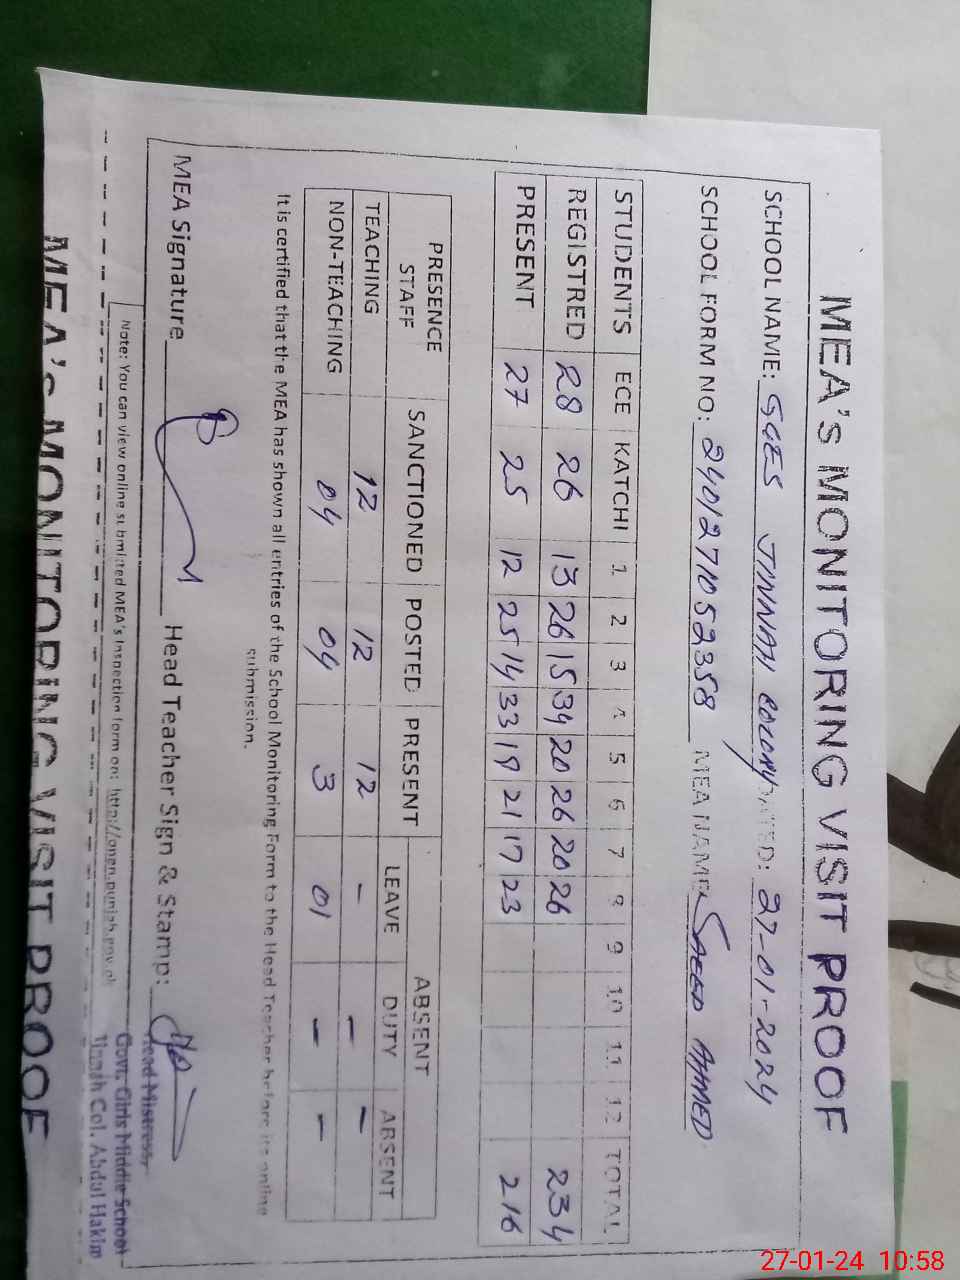 MEA's MONITORING VISIT PROOF
SCHOOL NAME: GGES JINNAH COLONY DATED: 27-01-2024
SCHOOL FORM NO: 2401271052358 MEA NAME: SAEED AHMED
STUDENTS ECE KATCHI 1 2 3 4 5 6 7 8 9 10 11 12 TOTAL
REGISTRED 28 26 13 26 15 34 20 26 20 26 234
PRESENT 27 25 12 25 14 33 19 21 17 23 216
PRESENCE STAFF SANCTIONED POSTED PRESENT ABSENT
LEAVE DUTY ABSENT
TEACHING 12 12 12 - - -
NON-TEACHING 04 04 3 01 - -
It is certified that the MEA has shown all entries of the School Monitoring Form to the Head Teacher before its online
submission.
MEA Signature Head Teacher Sign & Stamp:
Head Mistress,
Govt. Girls Middle School
Col. Abdul Hakim
Note: You can view online submitted MEA's Inspection form on: http://open.punjab.gov.pk
MEA's MONITORING VISIT PROOF
27-01-24 10:58